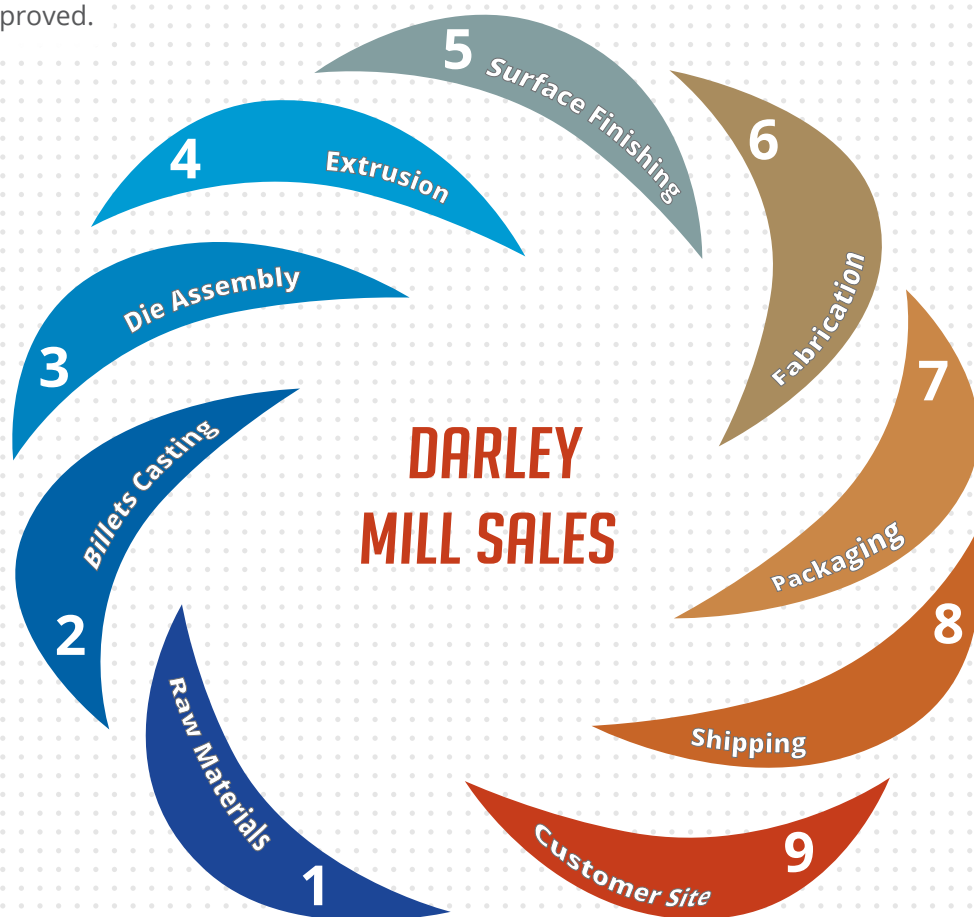 proved.
5 Surface Finishing
4 Extrusion
6 Fabrication
3 Die Assembly
7 Packaging
2 Billets Casting
DARLEY
MILL SALES
8 Shipping
1 Raw Materials
9 Customer Site